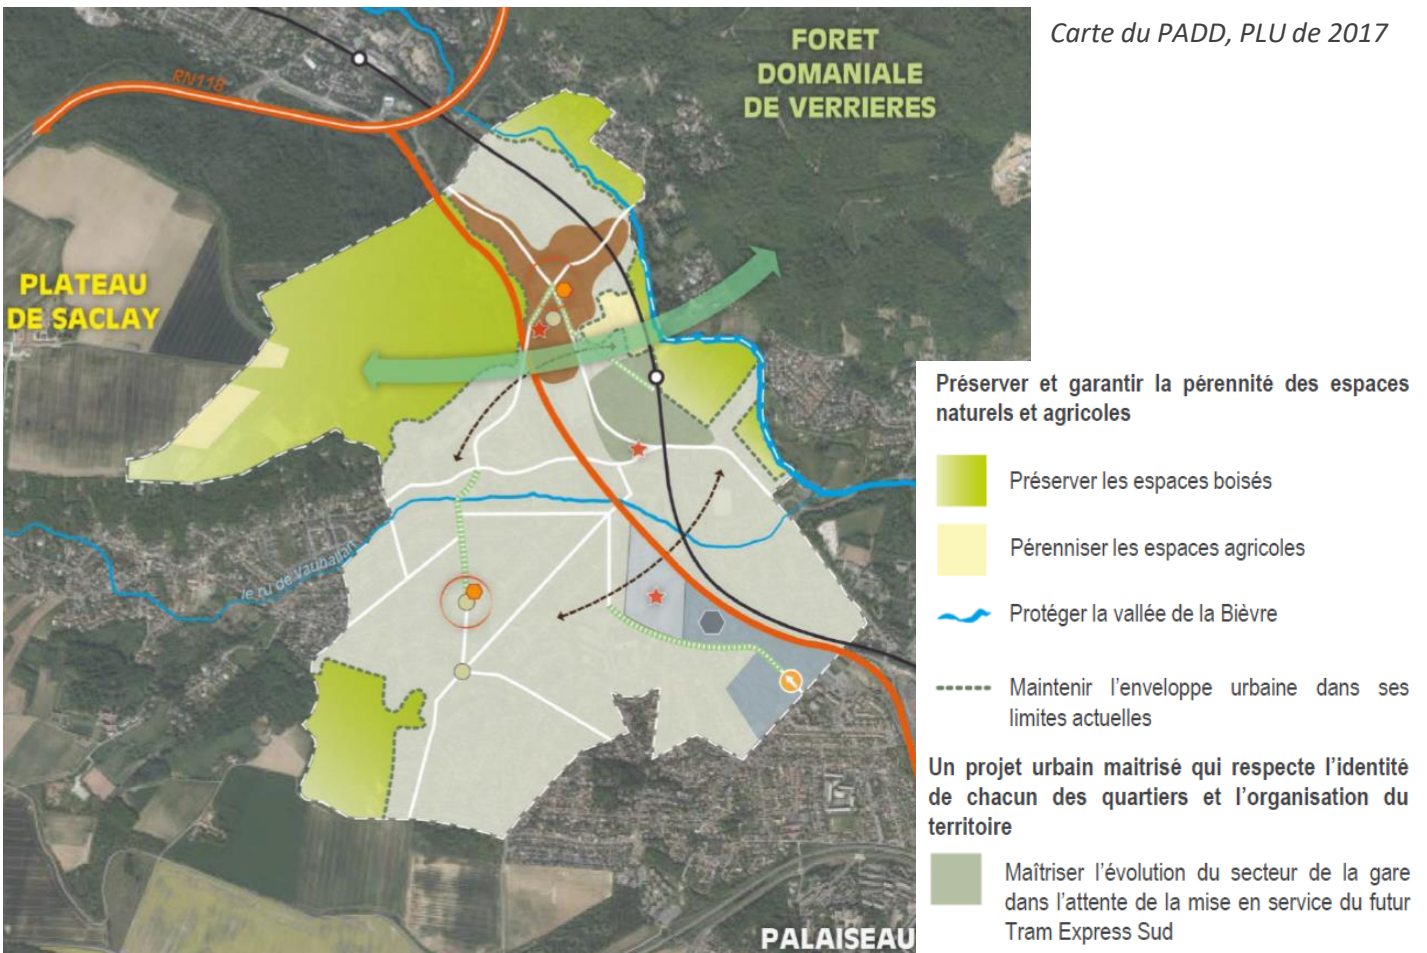 Carte du PADD, PLU de 2017
FORET
DOMANIALE
DE VERRIERES
RN118
PLATEAU
DE SACLAY
le ru de Vauhallan
PALAISEAU
Préserver et garantir la pérennité des espaces
naturels et agricoles
Préserver les espaces boisés
Pérenniser les espaces agricoles
Protéger la vallée de la Bièvre
Maintenir l’enveloppe urbaine dans ses
limites actuelles
Un projet urbain maitrisé qui respecte l’identité
de chacun des quartiers et l’organisation du
territoire
Maîtriser l’évolution du secteur de la gare
dans l’attente de la mise en service du futur
Tram Express Sud